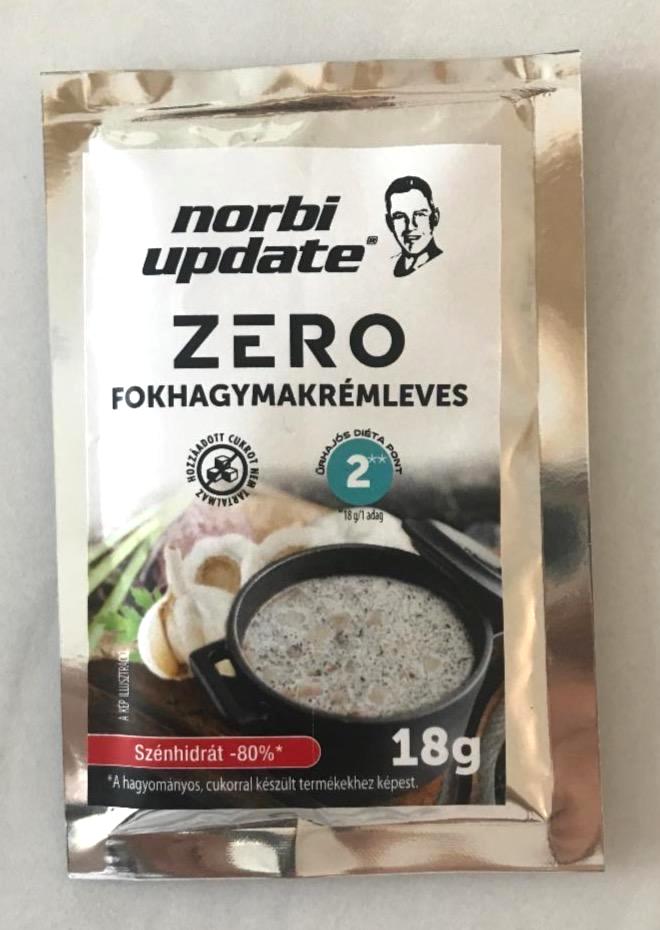 norbi
update®
ZERO
FOKHAGYMAKRÉMLEVES
HOZZÁADOTT CUKROT NEM TARTALMAZ
ŰRHAJÓS DIÉTA PONT
2**
**18 g/1 adag
A KÉP ILLUSZTRÁCIÓ
Szénhidrát -80%*
18g
*A hagyományos, cukorral készült termékekhez képest.